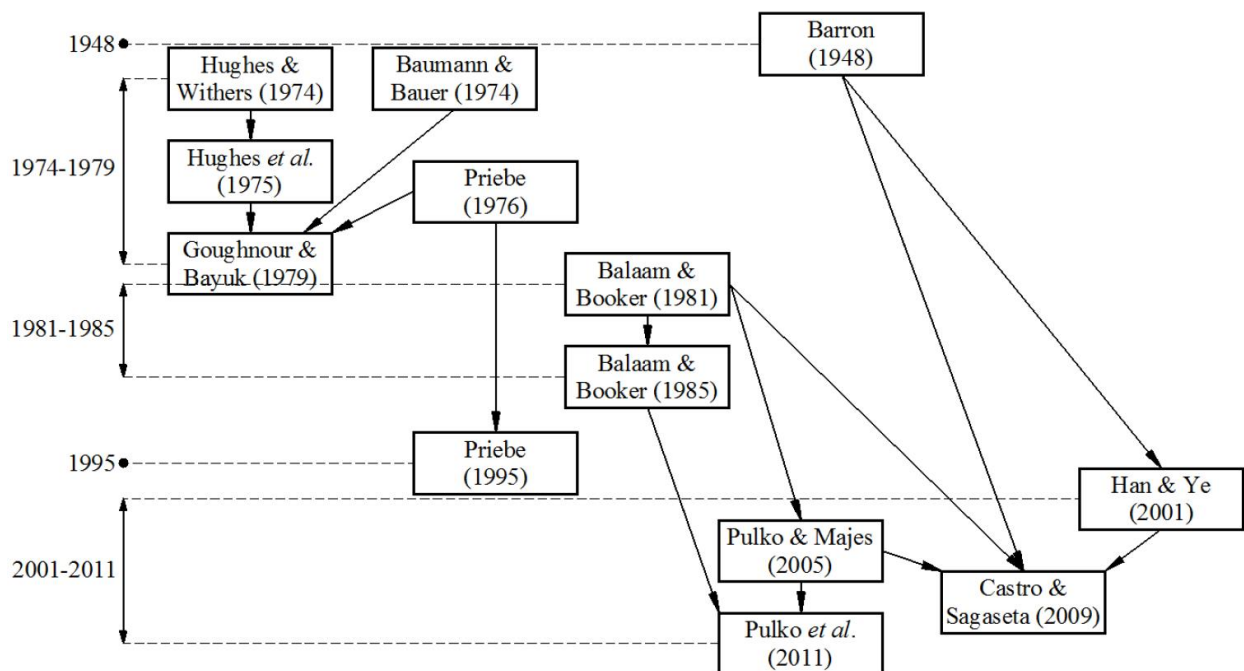 1948
Barron
(1948)
Hughes &
Withers (1974)
Baumann &
Bauer (1974)
1974-1979
Hughes et al.
(1975)
Priebe
(1976)
Goughnour &
Bayuk (1979)
Balaam &
Booker (1981)
1981-1985
Balaam &
Booker (1985)
1995
Priebe
(1995)
Han & Ye
(2001)
2001-2011
Pulko & Majes
(2005)
Castro &
Sagaseta (2009)
Pulko et al.
(2011)